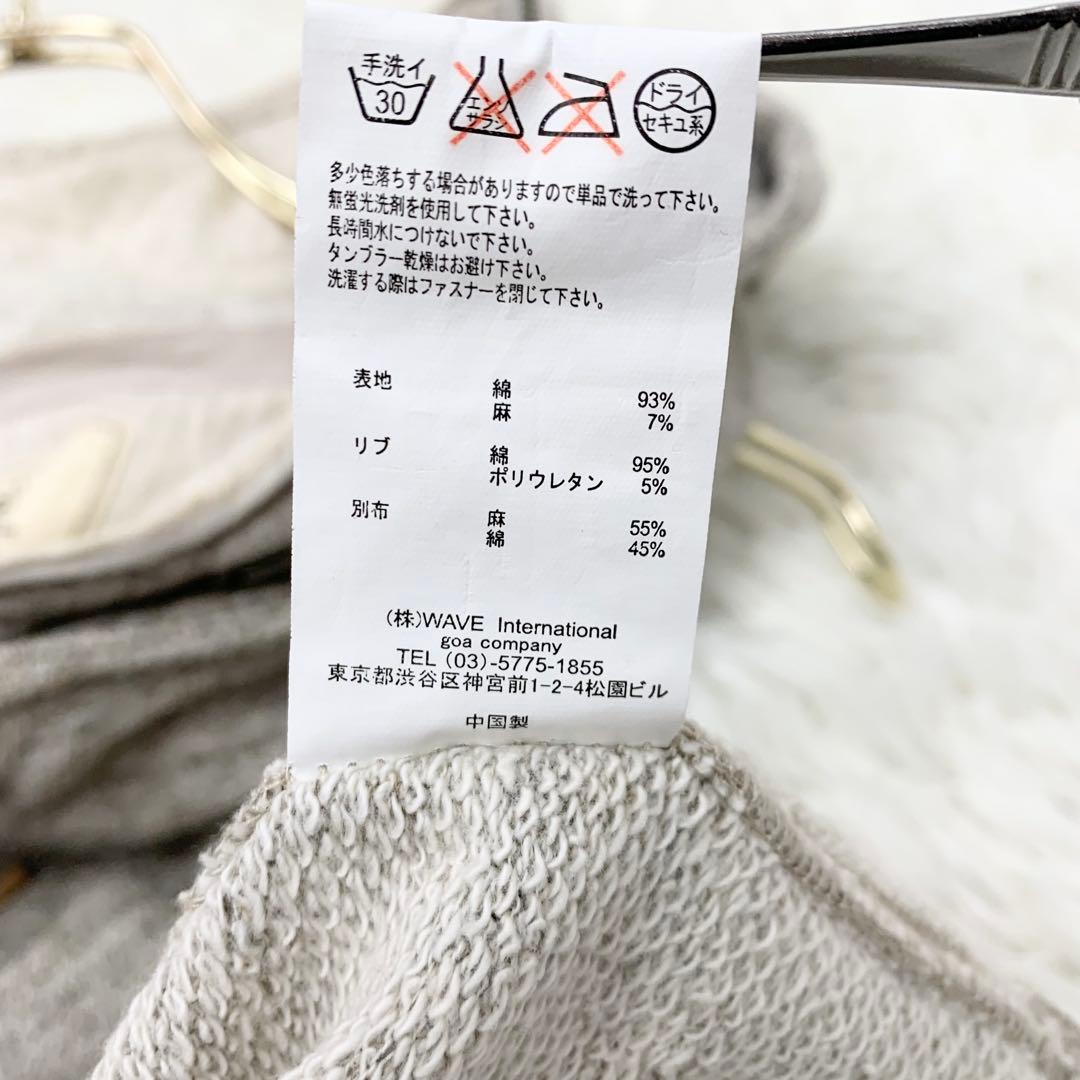 手洗イ
30
エンソ
サラシ
ドライ
セキユ系
多少色落ちする場合がありますので単品で洗って下さい。
無蛍光洗剤を使用して下さい。
長時間水につけないで下さい。
タンブラー乾燥はお避け下さい。
洗濯する際はファスナーを閉じて下さい。
表地 綿 93%
麻 7%
リブ 綿 95%
ポリウレタン 5%
別布 麻 55%
綿 45%
(株)WAVE International
goa company
TEL (03)-5775-1855
東京都渋谷区神宮前1-2-4松園ビル
中国製